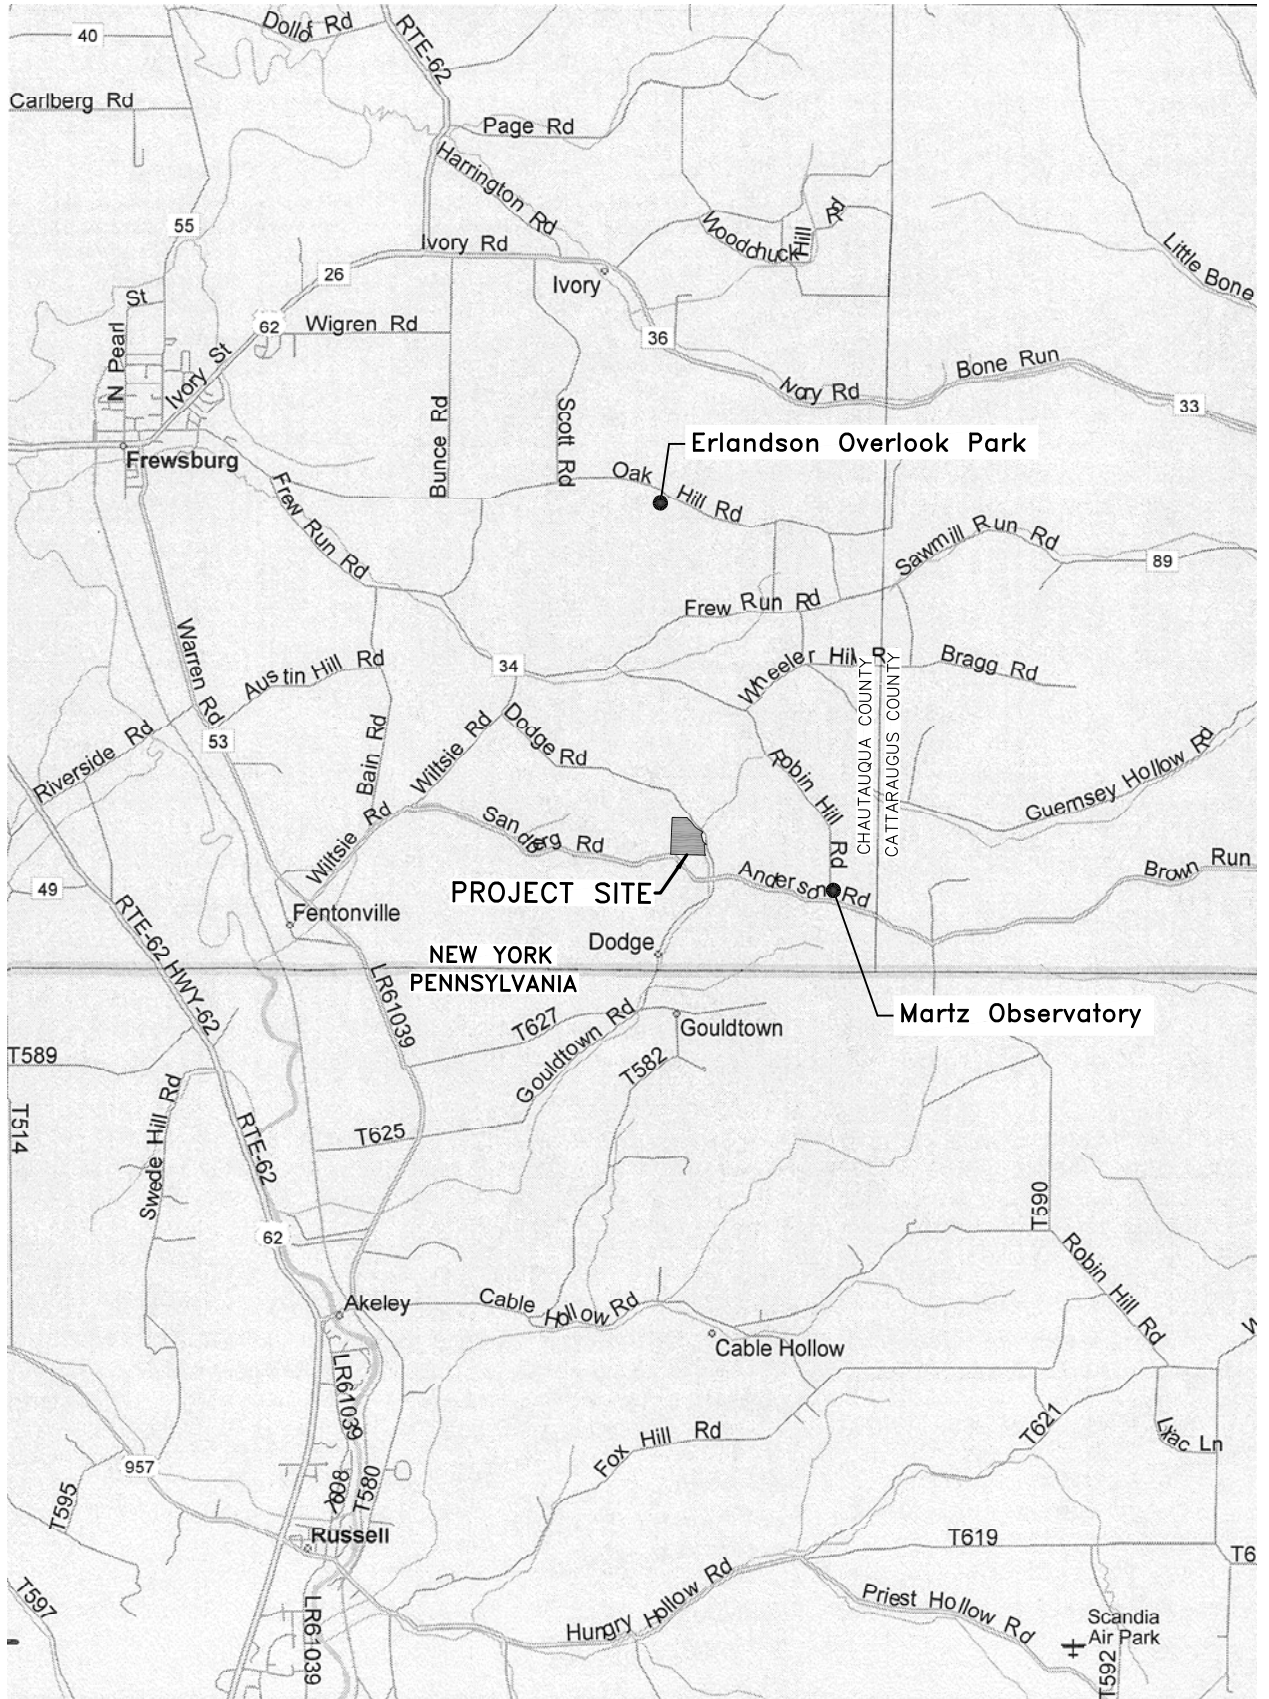 Dollof Rd
RTE-62
40
Carlberg Rd
Page Rd
Harrington Rd
55
Woodchuck Hill Rd
Ivory Rd
Little Bone
26
Ivory
St
62
Wigren Rd
N Pearl
Ivory St
36
Bone Run
Ivory Rd
33
Bunce Rd
Scott Rd
Erlandson Overlook Park
Frewsburg
Oak Hill Rd
Frew Run Rd
Sawmill Run Rd
89
Frew Run Rd
Warren Rd
Austin Hill Rd
34
Wheeler Hill R
Bragg Rd
CHAUTAUQUA COUNTY
CATTARAUGUS COUNTY
Riverside Rd
53
Bain Rd
Wiltsie Rd
Dodge Rd
Robin Hill Rd
Guernsey Hollow Rd
Wiltsie Rd
Sandberg Rd
Anderson Rd
Brown Run
49
PROJECT SITE
Fentonville
RTE-62 HWY-62
NEW YORK
PENNSYLVANIA
Dodge
LR61039
Martz Observatory
T627
Gouldtown Rd
Gouldtown
T589
T582
T514
Swede Hill Rd
RTE-62
T625
T590
62
Robin Hill Rd
Akeley
Cable Hollow Rd
Cable Hollow
LR61039
T621
Fox Hill Rd
Lilac Ln
957
T595
T608
T580
Russell
T619
T6
T597
LR61039
Hungry Hollow Rd
Priest Hollow Rd
Scandia
Air Park
T592